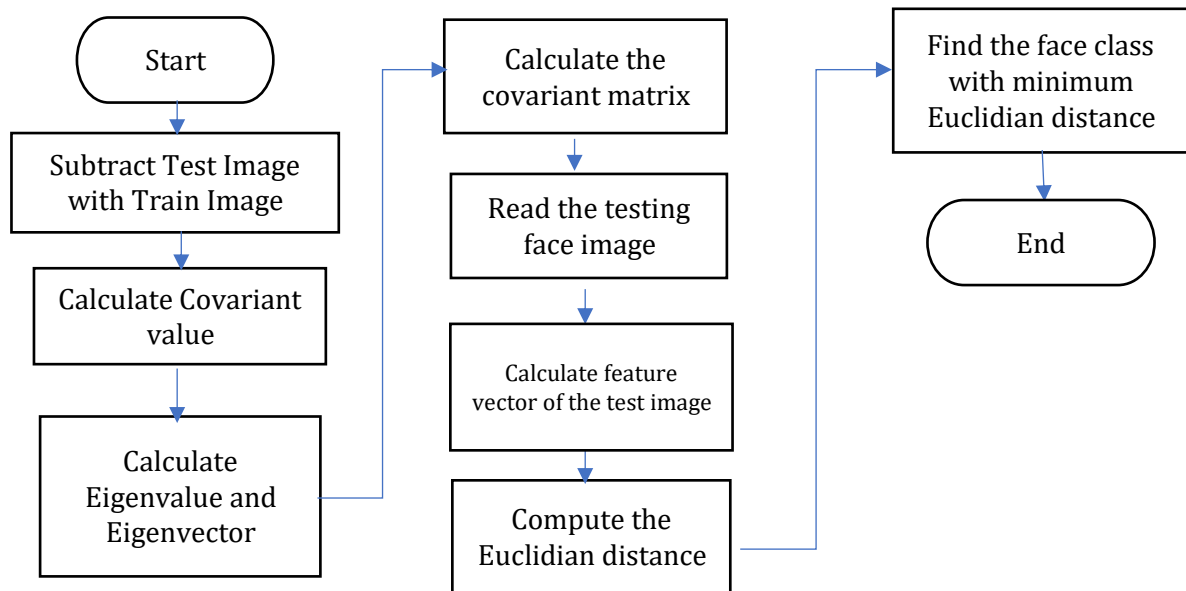 Start
Subtract Test Image
with Train Image
Calculate Covariant
value
Calculate
Eigenvalue and
Eigenvector
Calculate the
covariant matrix
Read the testing
face image
Calculate feature
vector of the test image
Compute the
Euclidian distance
Find the face class
with minimum
Euclidian distance
End